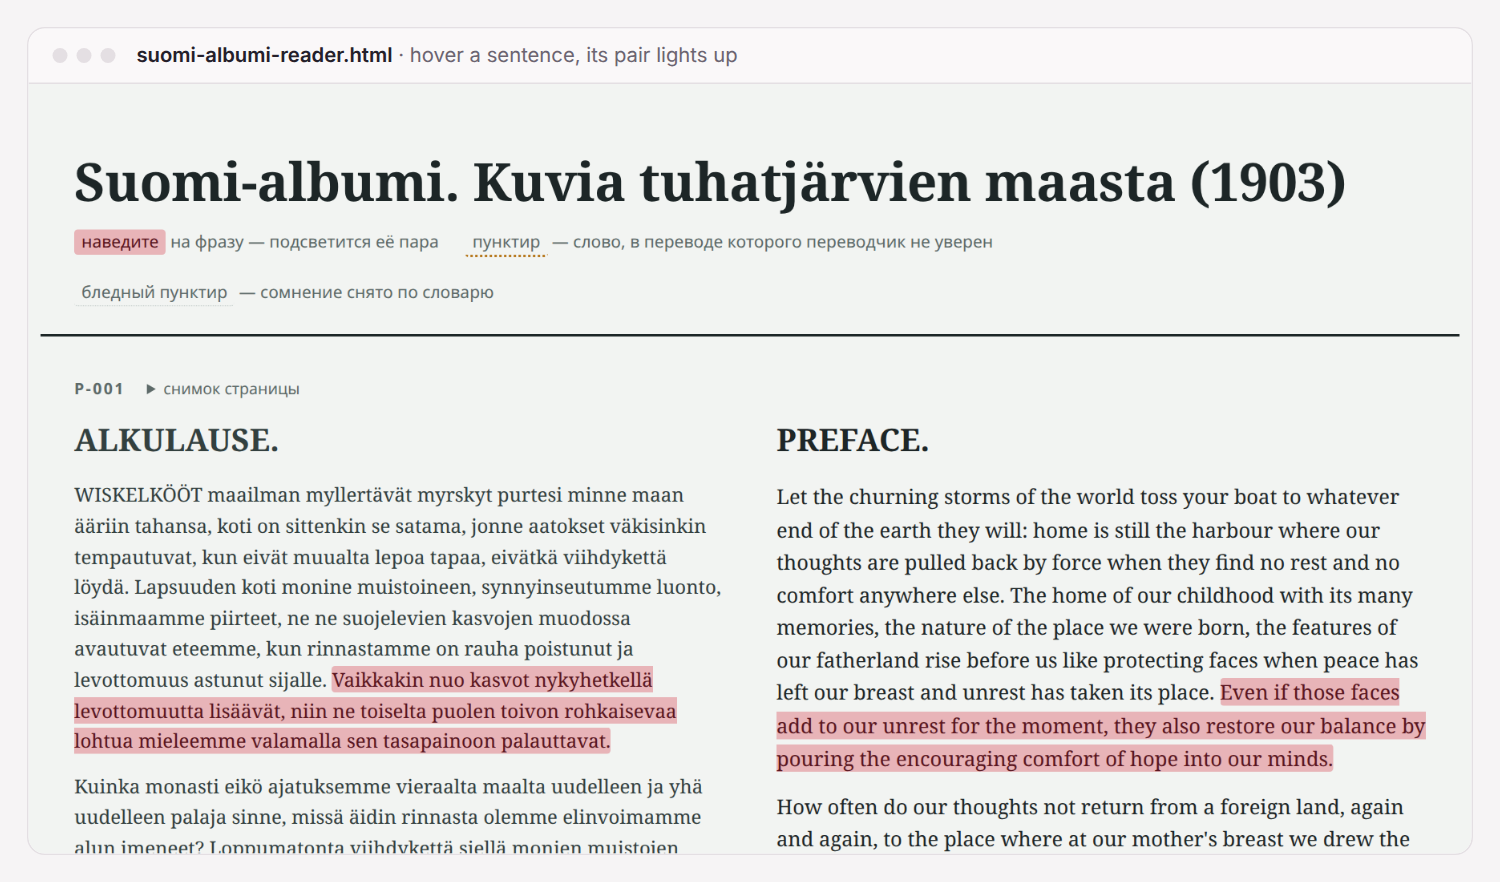 suomi-albumi-reader.html · hover a sentence, its pair lights up
Suomi-albumi. Kuvia tuhatjärvien maasta (1903)
наведите на фразу — подсветится её пара пунктир — слово, в переводе которого переводчик не уверен
бледный пунктир — сомнение снято по словарю
P-001 ▶ снимок страницы
ALKULAUSE.
WISKELKÖÖT maailman myllertävät myrskyt purtesi minne maan
ääriin tahansa, koti on sittenkin se satama, jonne aatokset väkisinkin
tempautuvat, kun eivät muualta lepoa tapaa, eivätkä viihdykettä
löydä. Lapsuuden koti monine muistoineen, synnyinseutumme luonto,
isäinmaamme piirteet, ne ne suojelevien kasvojen muodossa
avautuvat eteemme, kun rinnastamme on rauha poistunut ja
levottomuus astunut sijalle. Vaikkakin nuo kasvot nykyhetkellä
levottomuutta lisäävät, niin ne toiselta puolen toivon rohkaisevaa
lohtua mieleemme valamalla sen tasapainoon palauttavat.
Kuinka monasti eikö ajatuksemme vieraalta maalta uudelleen ja yhä
uudelleen palaja sinne, missä äidin rinnasta olemme elinvoimamme
alun imeneet? Loppumatonta viihdykettä siellä monien muistojen
PREFACE.
Let the churning storms of the world toss your boat to whatever
end of the earth they will: home is still the harbour where our
thoughts are pulled back by force when they find no rest and no
comfort anywhere else. The home of our childhood with its many
memories, the nature of the place we were born, the features of
our fatherland rise before us like protecting faces when peace has
left our breast and unrest has taken its place. Even if those faces
add to our unrest for the moment, they also restore our balance by
pouring the encouraging comfort of hope into our minds.
How often do our thoughts not return from a foreign land, again
and again, to the place where at our mother's breast we drew the